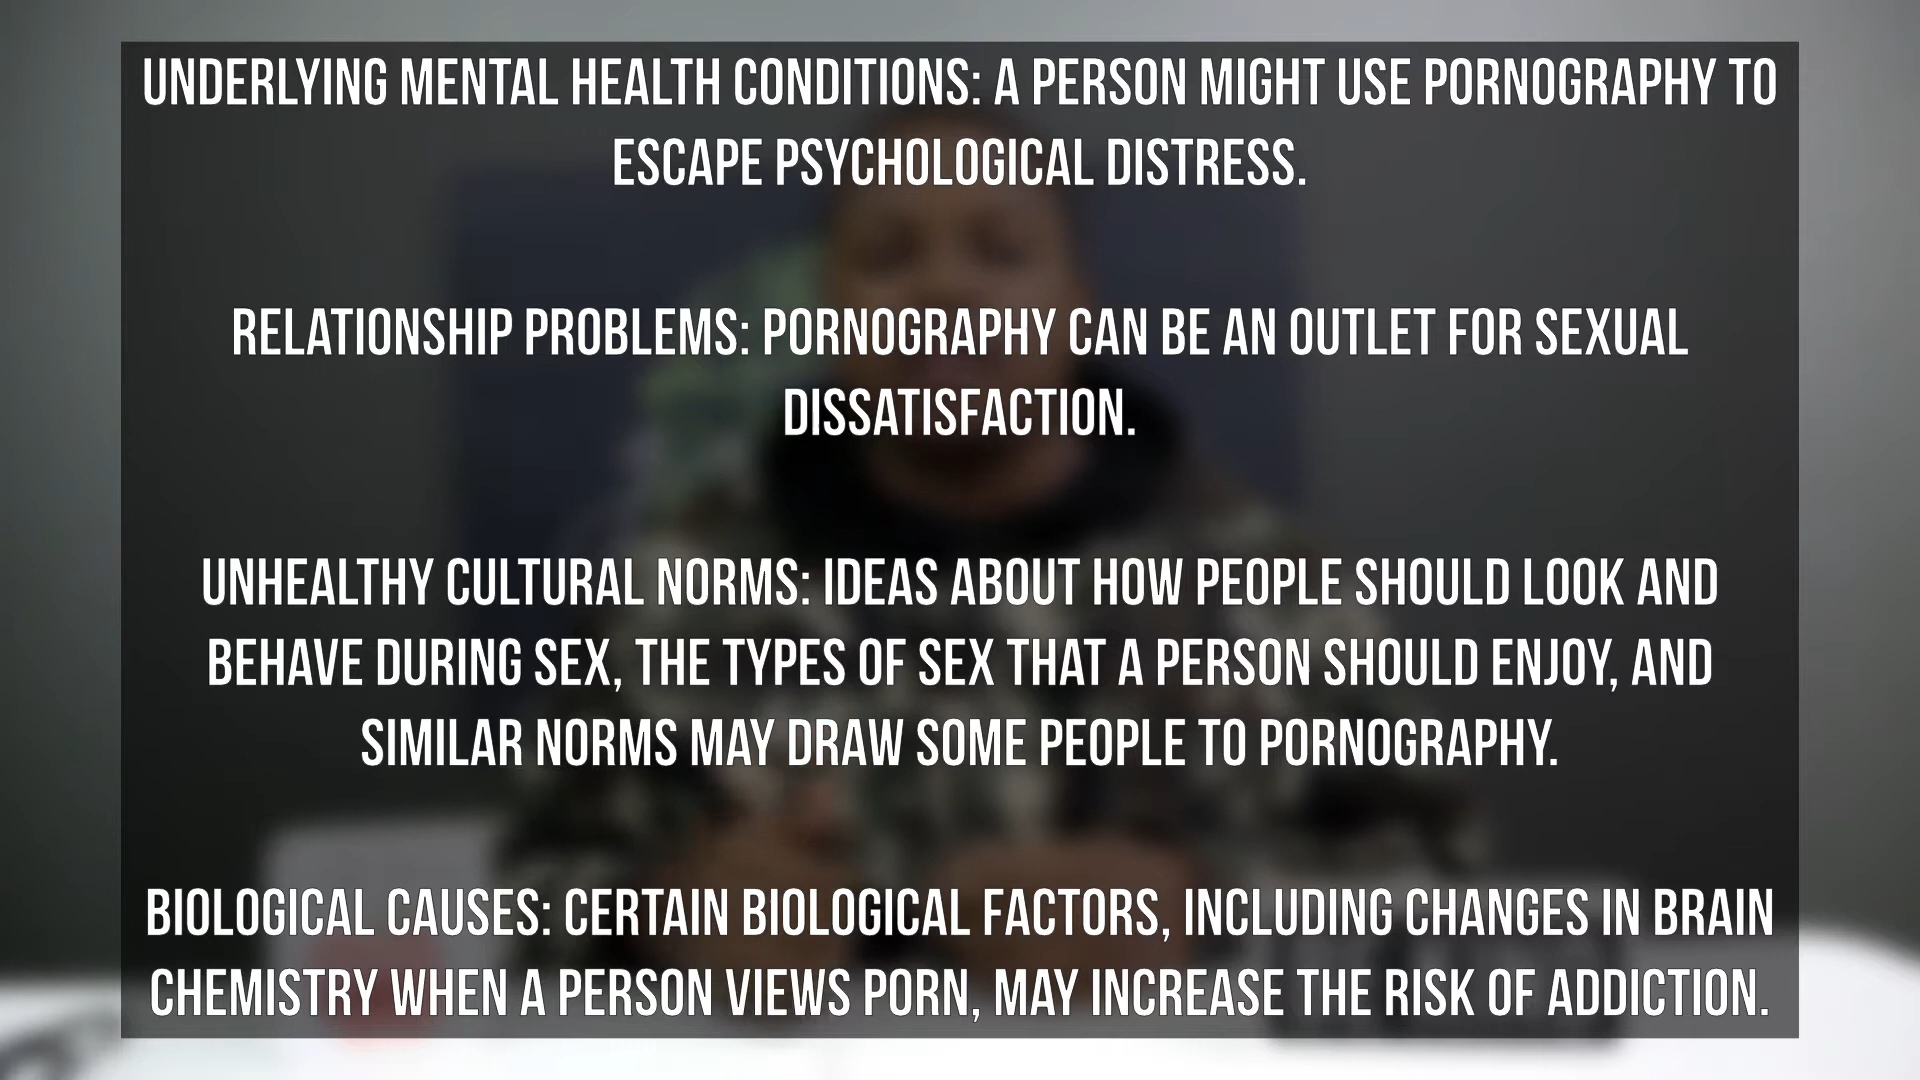 UNDERLYING MENTAL HEALTH CONDITIONS: A PERSON MIGHT USE PORNOGRAPHY TO
ESCAPE PSYCHOLOGICAL DISTRESS.
RELATIONSHIP PROBLEMS: PORNOGRAPHY CAN BE AN OUTLET FOR SEXUAL
DISSATISFACTION.
UNHEALTHY CULTURAL NORMS: IDEAS ABOUT HOW PEOPLE SHOULD LOOK AND
BEHAVE DURING SEX, THE TYPES OF SEX THAT A PERSON SHOULD ENJOY, AND
SIMILAR NORMS MAY DRAW SOME PEOPLE TO PORNOGRAPHY.
BIOLOGICAL CAUSES: CERTAIN BIOLOGICAL FACTORS, INCLUDING CHANGES IN BRAIN
CHEMISTRY WHEN A PERSON VIEWS PORN, MAY INCREASE THE RISK OF ADDICTION.